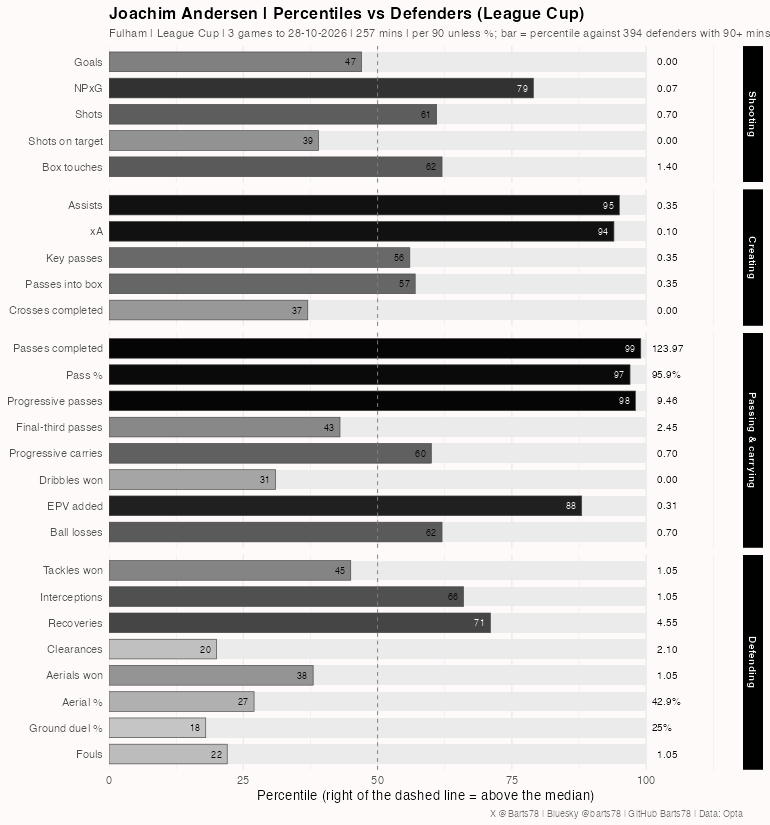 Joachim Andersen | Percentiles vs Defenders (League Cup)
Fulham | League Cup | 3 games to 28-10-2026 | 257 mins | per 90 unless %; bar = percentile against 394 defenders with 90+ mins
Goals 47 0.00
NPxG 79 0.07
Shots 61 0.70
Shots on target 39 0.00
Box touches 62 1.40
Shooting
Assists 95 0.35
xA 94 0.10
Key passes 56 0.35
Passes into box 57 0.35
Crosses completed 37 0.00
Creating
Passes completed 99 123.97
Pass % 97 95.9%
Progressive passes 98 9.46
Final-third passes 43 2.45
Progressive carries 60 0.70
Dribbles won 31 0.00
EPV added 88 0.31
Ball losses 62 0.70
Passing & carrying
Tackles won 45 1.05
Interceptions 66 1.05
Recoveries 71 4.55
Clearances 20 2.10
Aerials won 38 1.05
Aerial % 27 42.9%
Ground duel % 18 25%
Fouls 22 1.05
Defending
0 25 50 75 100
Percentile (right of the dashed line = above the median)
X @Barts78 | Bluesky @barts78 | GitHub Barts78 | Data: Opta